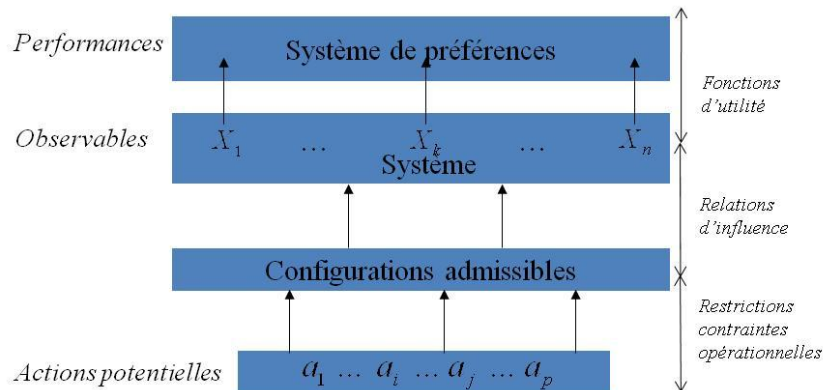 Performances
Système de préférences
Fonctions
d'utilité
Observables
X1 ... Xk ... Xn
Système
Relations
d'influence
Configurations admissibles
Restrictions
contraintes
opérationnelles
Actions potentielles
a1 ... ai ... aj ... ap